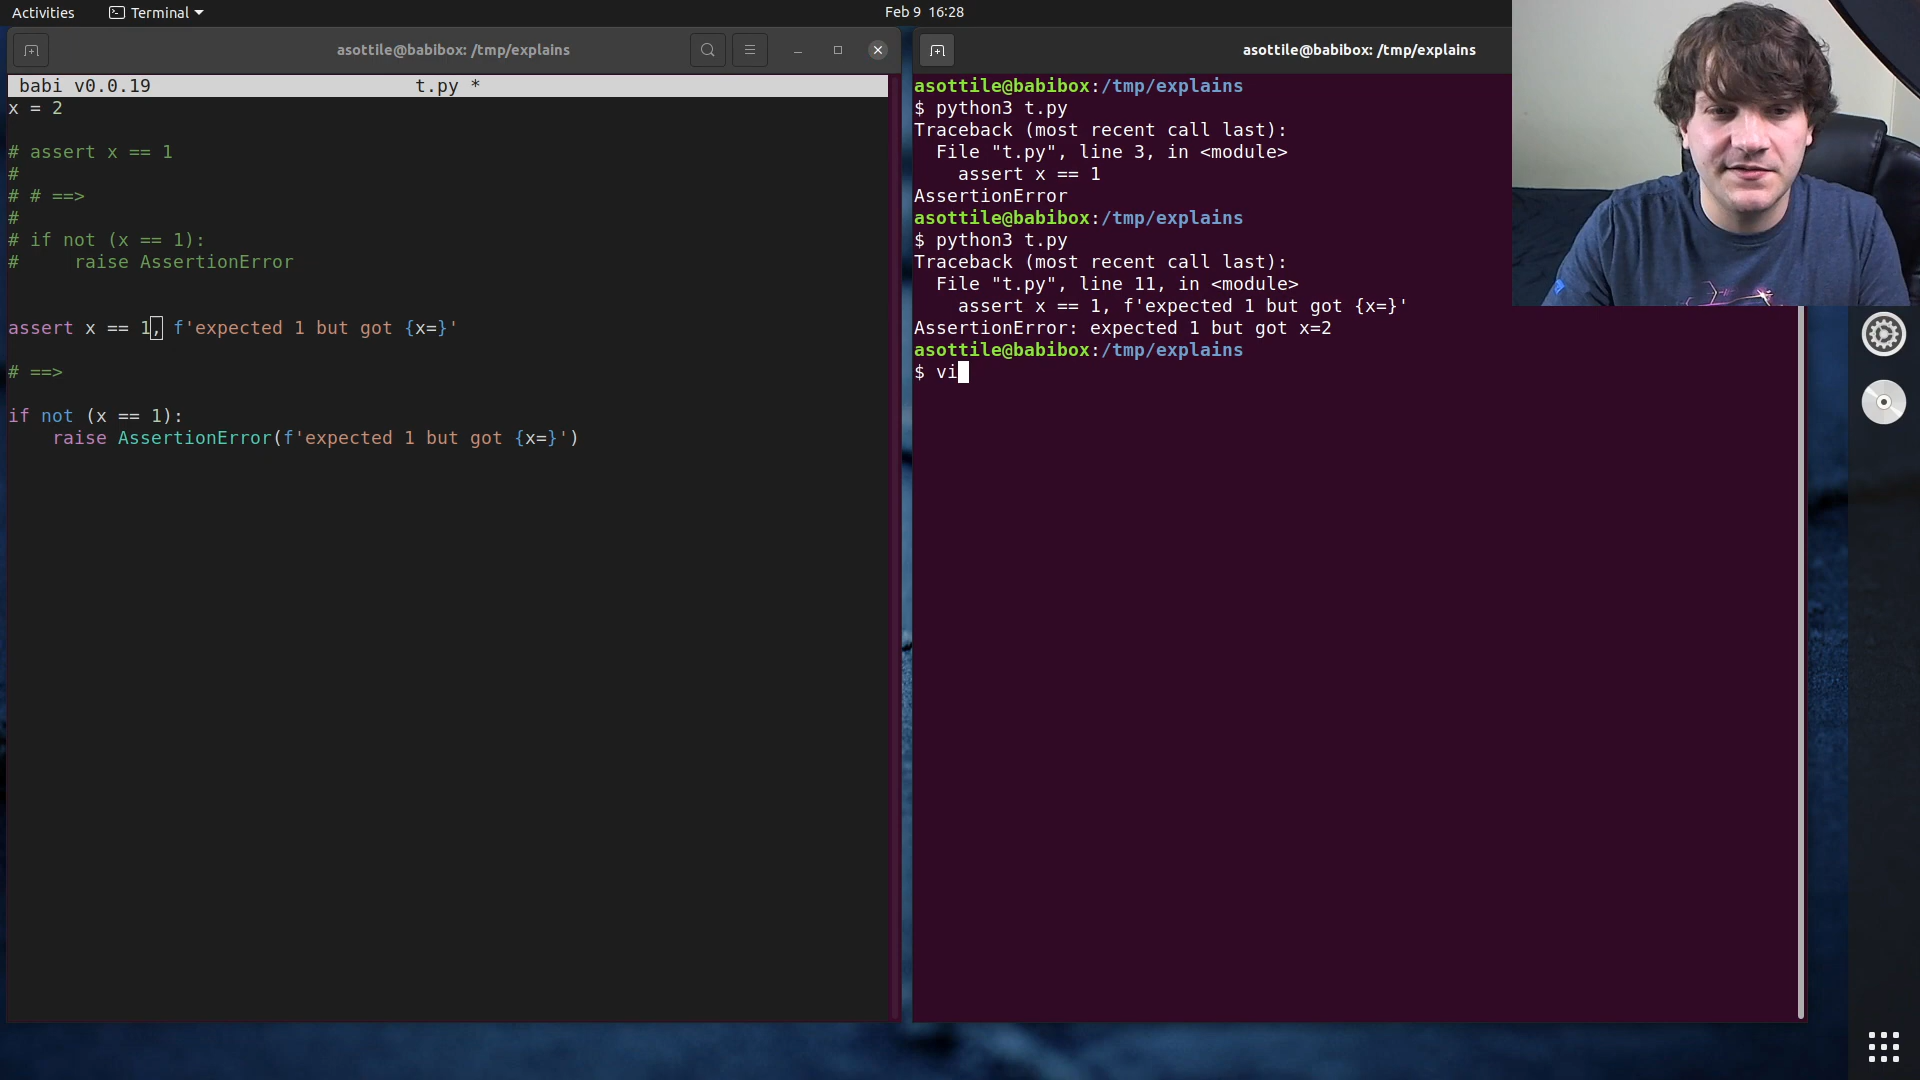 Activities
Terminal
Feb 9 16:28
asottile@babibox: /tmp/explains
babi v0.0.19 t.py *
x = 2
# assert x == 1
#
# # ==>
#
# if not (x == 1):
#     raise AssertionError
assert x == 1, f'expected 1 but got {x=}'
# ==>
if not (x == 1):
    raise AssertionError(f'expected 1 but got {x=}')
asottile@babibox: /tmp/explains
asottile@babibox:/tmp/explains
$ python3 t.py
Traceback (most recent call last):
  File "t.py", line 3, in <module>
    assert x == 1
AssertionError
asottile@babibox:/tmp/explains
$ python3 t.py
Traceback (most recent call last):
  File "t.py", line 11, in <module>
    assert x == 1, f'expected 1 but got {x=}'
AssertionError: expected 1 but got x=2
asottile@babibox:/tmp/explains
$ vi